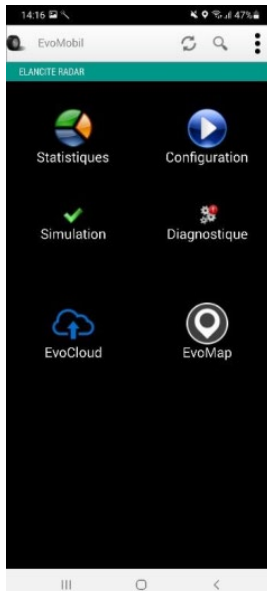 14:16 47%
EvoMobil
ELANCITE RADAR
Statistiques Configuration
Simulation Diagnostique
EvoCloud EvoMap